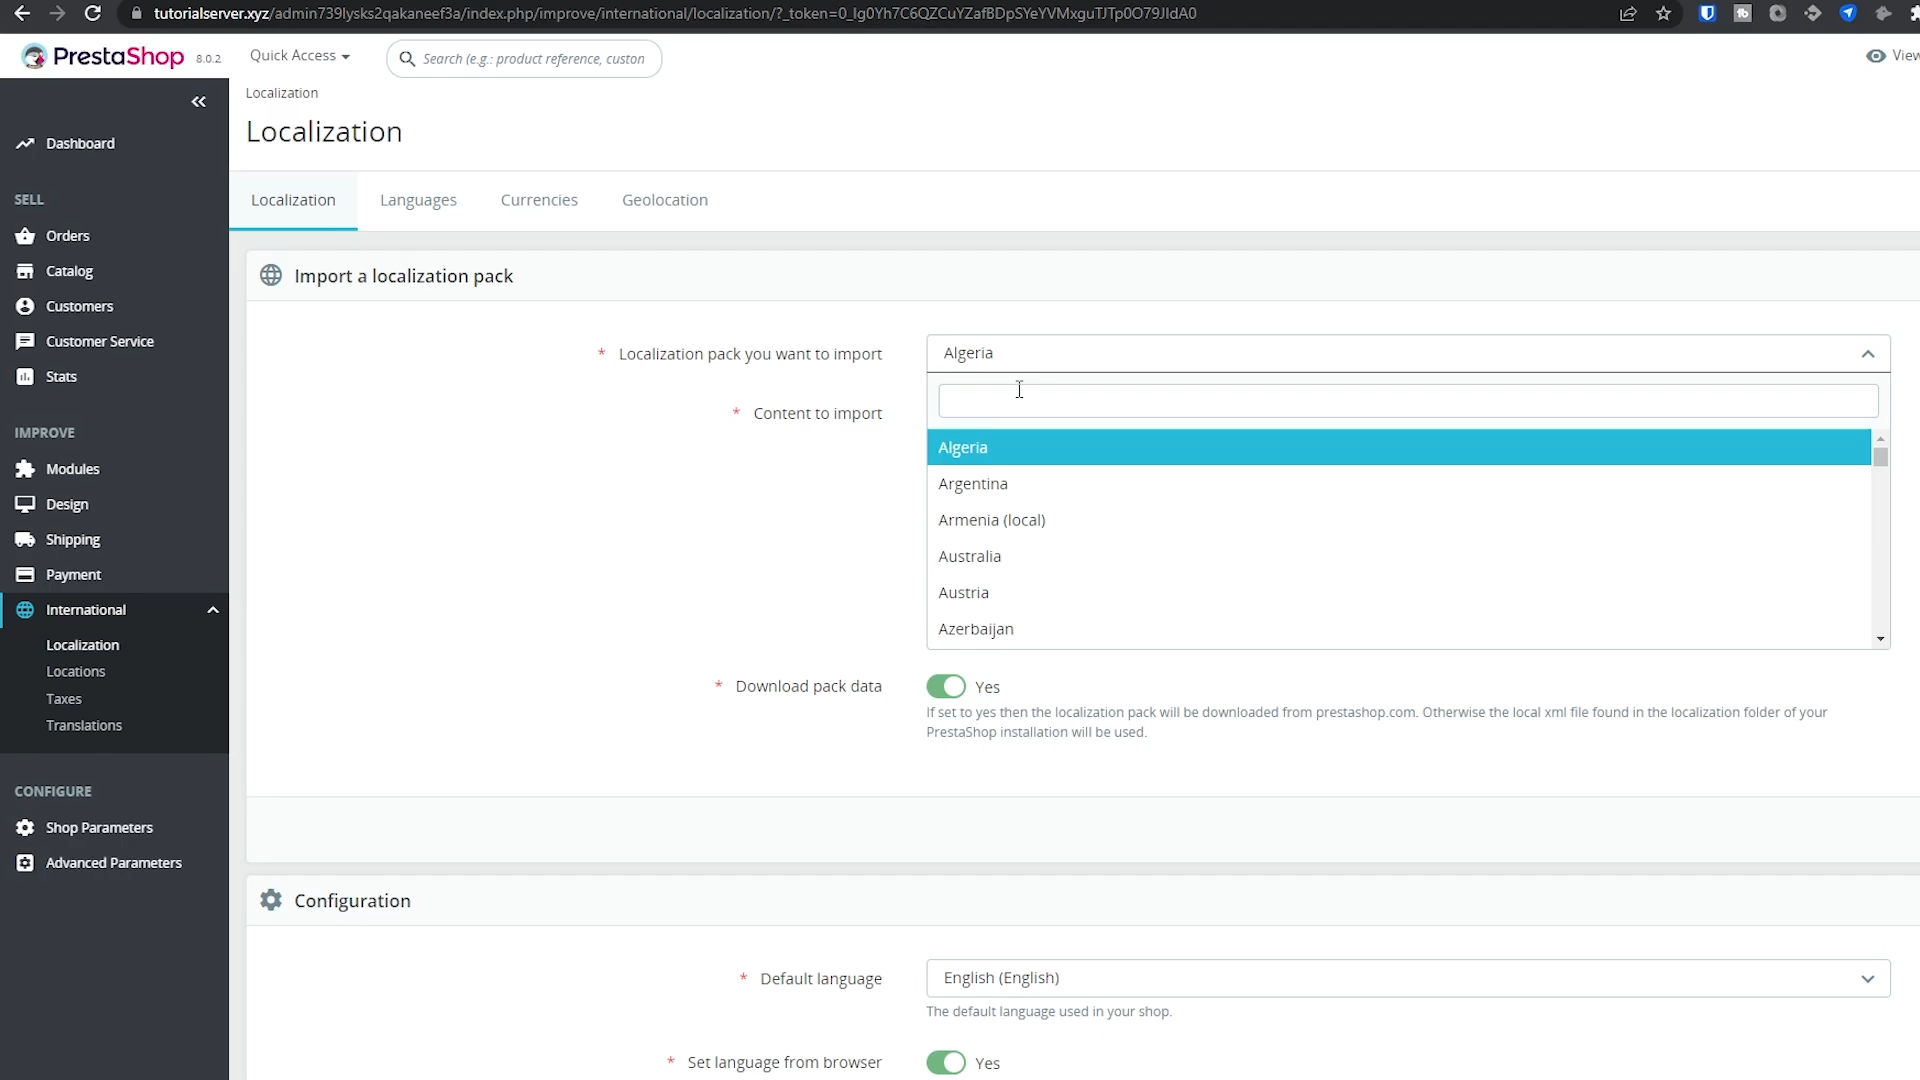 tutorialserver.xyz/admin739lysks2qakaneef3a/index.php/improve/international/localization/?_token=0_Ig0Yh7C6QZCuYZafBDpSYeYVMxguTJTp0O79JIdA0
PrestaShop 8.0.2
Quick Access
Search (e.g.: product reference, custon
View
Localization
Localization
Dashboard
SELL
Orders
Catalog
Customers
Customer Service
Stats
IMPROVE
Modules
Design
Shipping
Payment
International
Localization
Locations
Taxes
Translations
CONFIGURE
Shop Parameters
Advanced Parameters
Localization Languages Currencies Geolocation
Import a localization pack
* Localization pack you want to import
Algeria
* Content to import
Algeria
Argentina
Armenia (local)
Australia
Austria
Azerbaijan
* Download pack data
Yes
If set to yes then the localization pack will be downloaded from prestashop.com. Otherwise the local xml file found in the localization folder of your
PrestaShop installation will be used.
Configuration
* Default language
English (English)
The default language used in your shop.
* Set language from browser
Yes